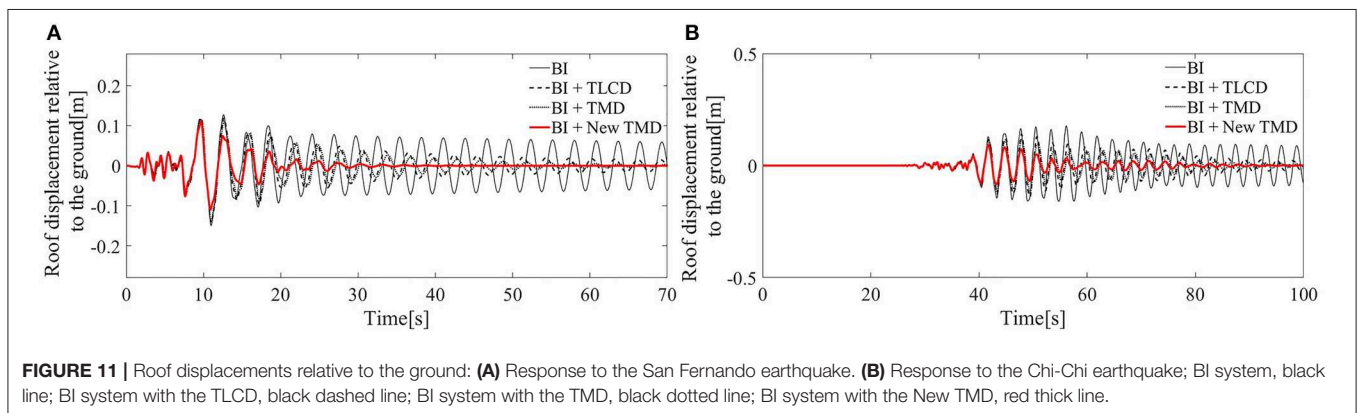 A
Roof displacement relative
to the ground[m]
0.2
0.1
0
-0.1
-0.2
BI
BI + TLCD
BI + TMD
BI + New TMD
0 10 20 30 40 50 60 70
Time[s]
B
Roof displacement relative
to the ground[m]
0.5
0
-0.5
BI
BI + TLCD
BI + TMD
BI + New TMD
0 20 40 60 80 100
Time[s]
FIGURE 11 | Roof displacements relative to the ground: (A) Response to the San Fernando earthquake. (B) Response to the Chi-Chi earthquake; BI system, black
line; BI system with the TLCD, black dashed line; BI system with the TMD, black dotted line; BI system with the New TMD, red thick line.